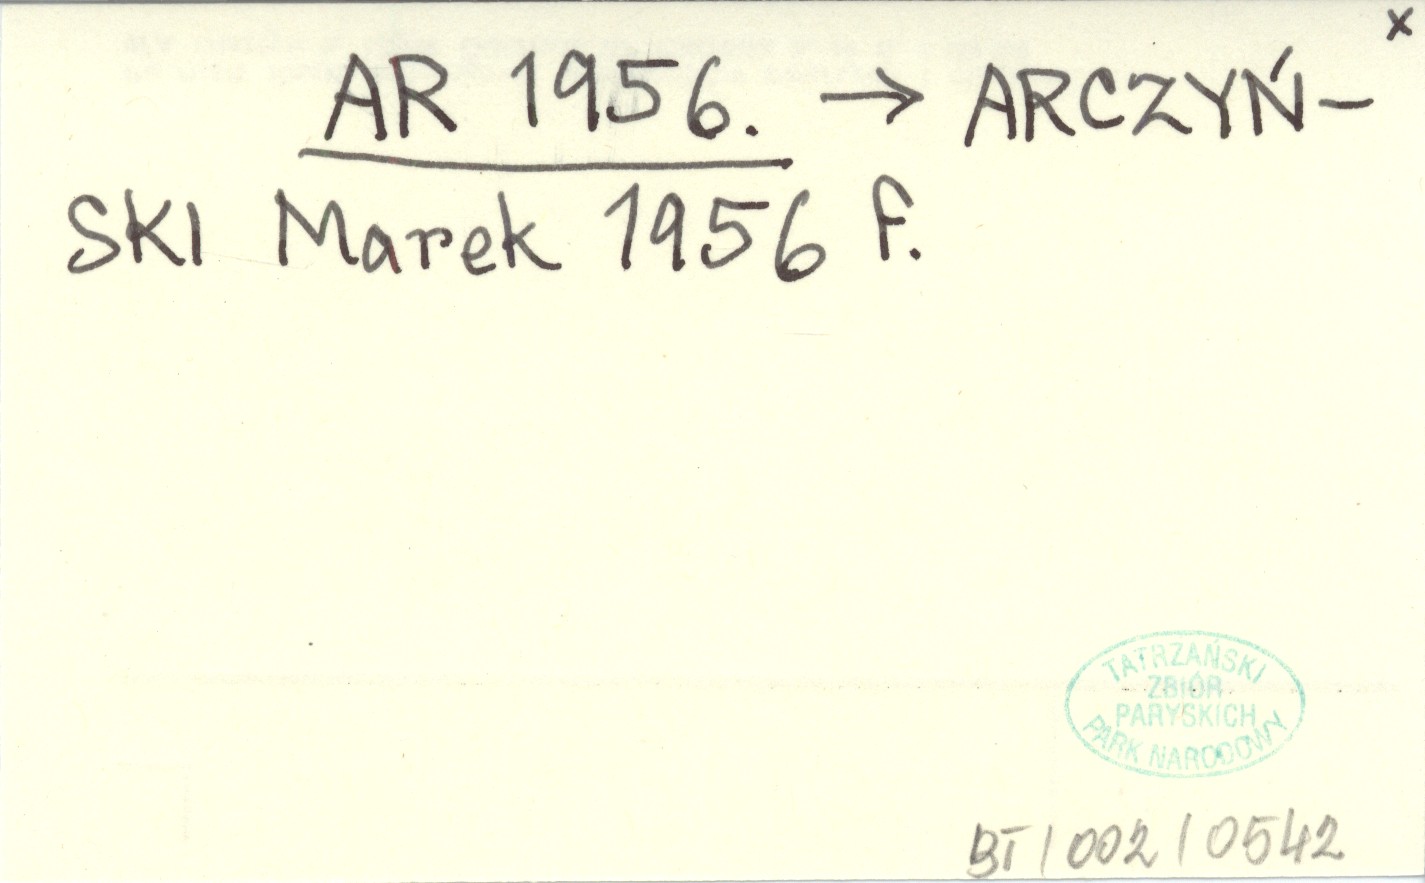 x
AR 1956. → ARCZYŃ-
SKI Marek 1956 f.
TATRZAŃSKI
ZBIÓR
PARYSKICH
PARK NARODOWY
BT/002/0542